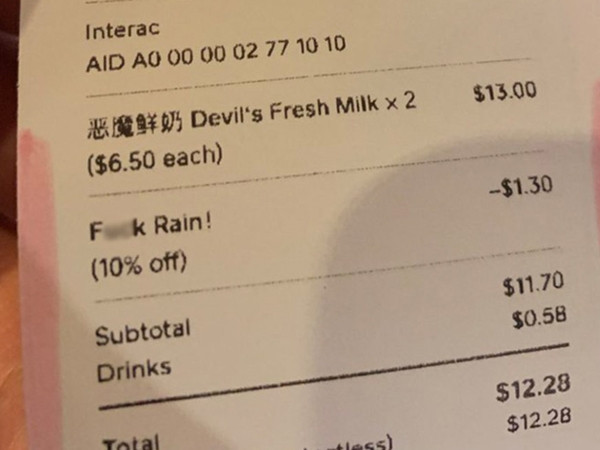 Interac
AID A0 00 00 02 77 10 10
恶魔鲜奶 Devil's Fresh Milk x 2 $13.00
($6.50 each)
F k Rain! -$1.30
(10% off)
Subtotal $11.70
Drinks $0.58
Total $12.28
$12.28